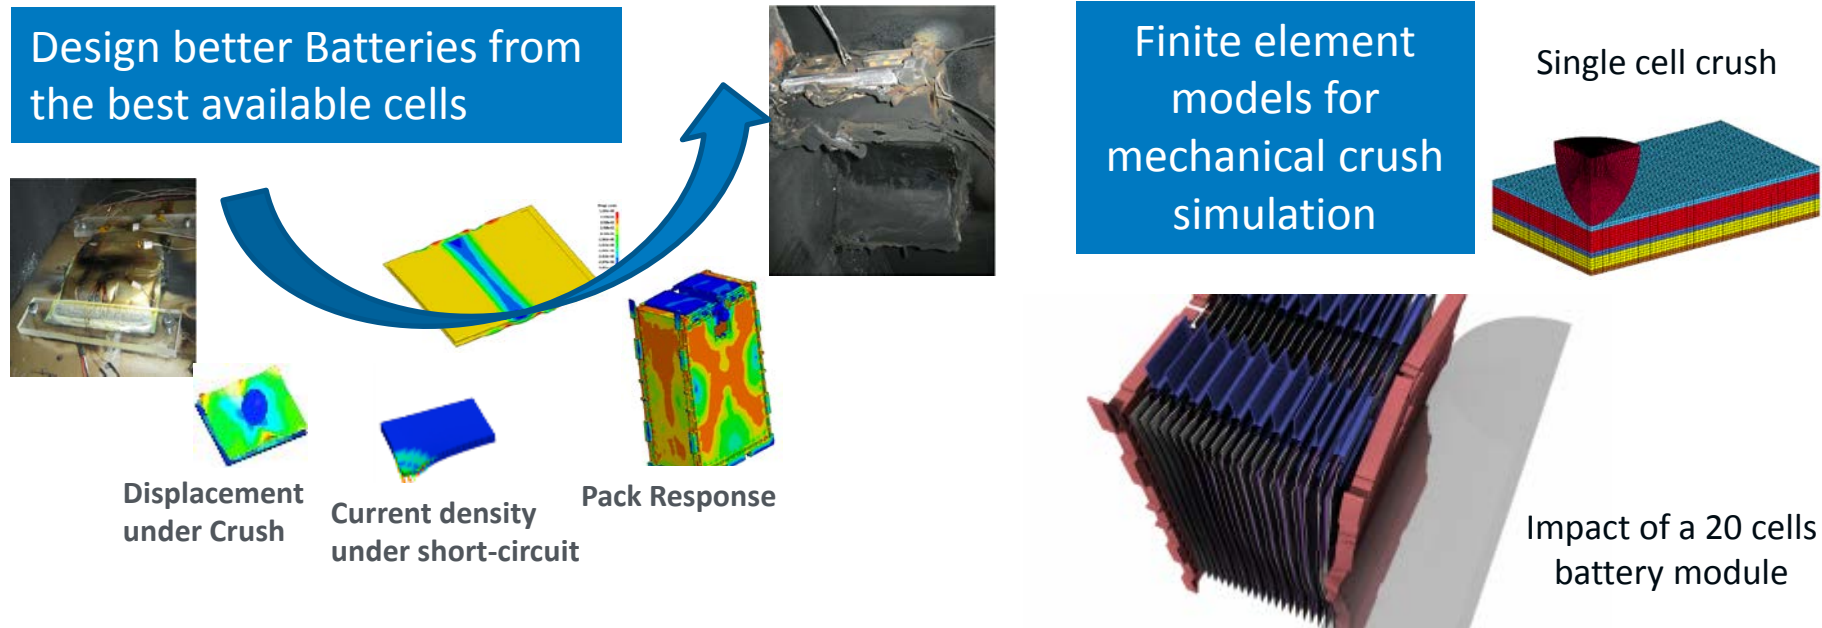 Design better Batteries from
the best available cells
Displacement
under Crush
Current density
under short-circuit
Pack Response
Finite element
models for
mechanical crush
simulation
Single cell crush
Impact of a 20 cells
battery module